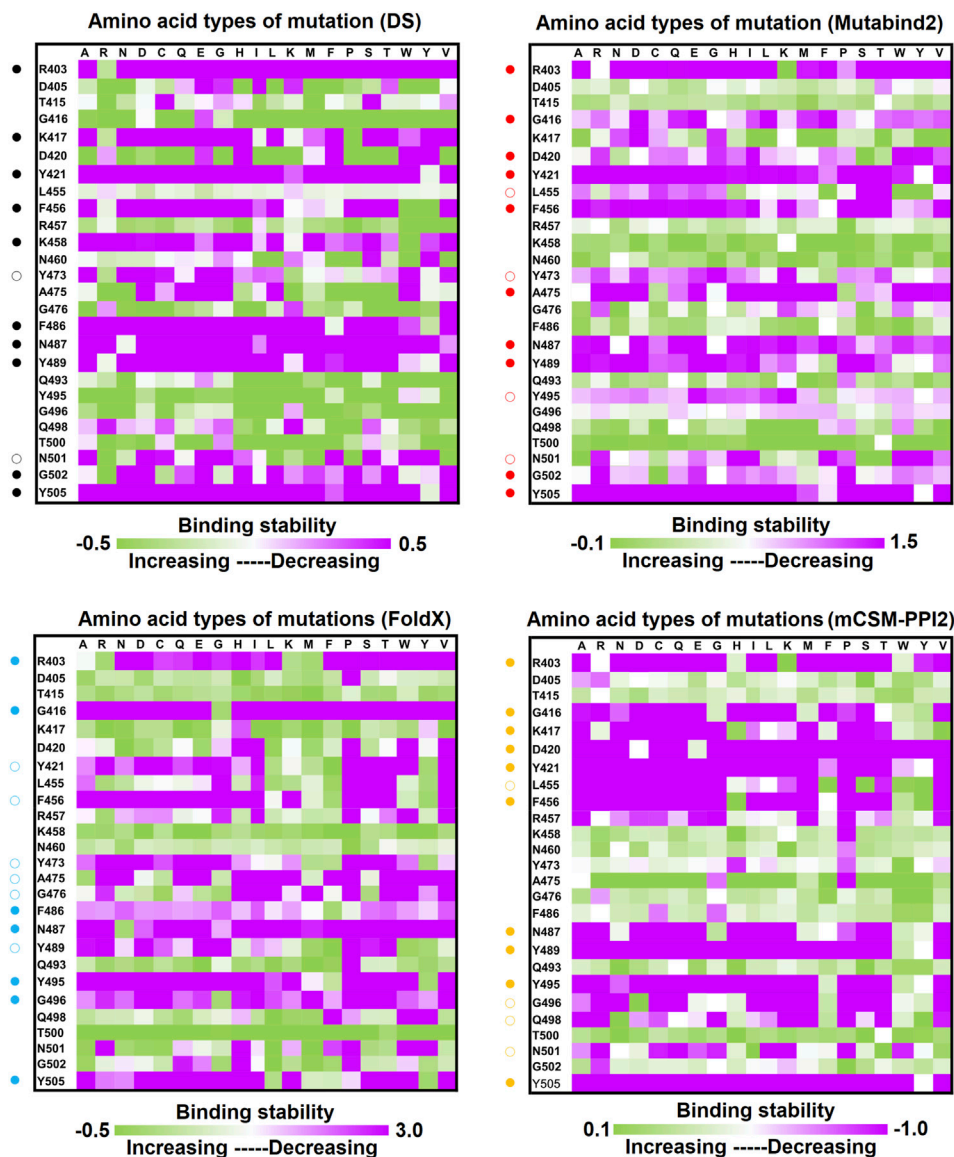 Amino acid types of mutation (DS)
A R N D C Q E G H I L K M F P S T W Y V
R403
D405
T415
G416
K417
D420
Y421
L455
F456
R457
K458
N460
Y473
A475
G476
F486
N487
Y489
Q493
Y495
G496
Q498
T500
N501
G502
Y505
Binding stability
-0.5 0.5
Increasing -----Decreasing
Amino acid types of mutation (Mutabind2)
A R N D C Q E G H I L K M F P S T W Y V
R403
D405
T415
G416
K417
D420
Y421
L455
F456
R457
K458
N460
Y473
A475
G476
F486
N487
Y489
Q493
Y495
G496
Q498
T500
N501
G502
Y505
Binding stability
-0.1 1.5
Increasing -----Decreasing
Amino acid types of mutations (FoldX)
A R N D C Q E G H I L K M F P S T W Y V
R403
D405
T415
G416
K417
D420
Y421
L455
F456
R457
K458
N460
Y473
A475
G476
F486
N487
Y489
Q493
Y495
G496
Q498
T500
N501
G502
Y505
Binding stability
-0.5 3.0
Increasing -----Decreasing
Amino acid types of mutations (mCSM-PPI2)
A R N D C Q E G H I L K M F P S T W Y V
R403
D405
T415
G416
K417
D420
Y421
L455
F456
R457
K458
N460
Y473
A475
G476
F486
N487
Y489
Q493
Y495
G496
Q498
T500
N501
G502
Y505
Binding stability
0.1 -1.0
Increasing -----Decreasing